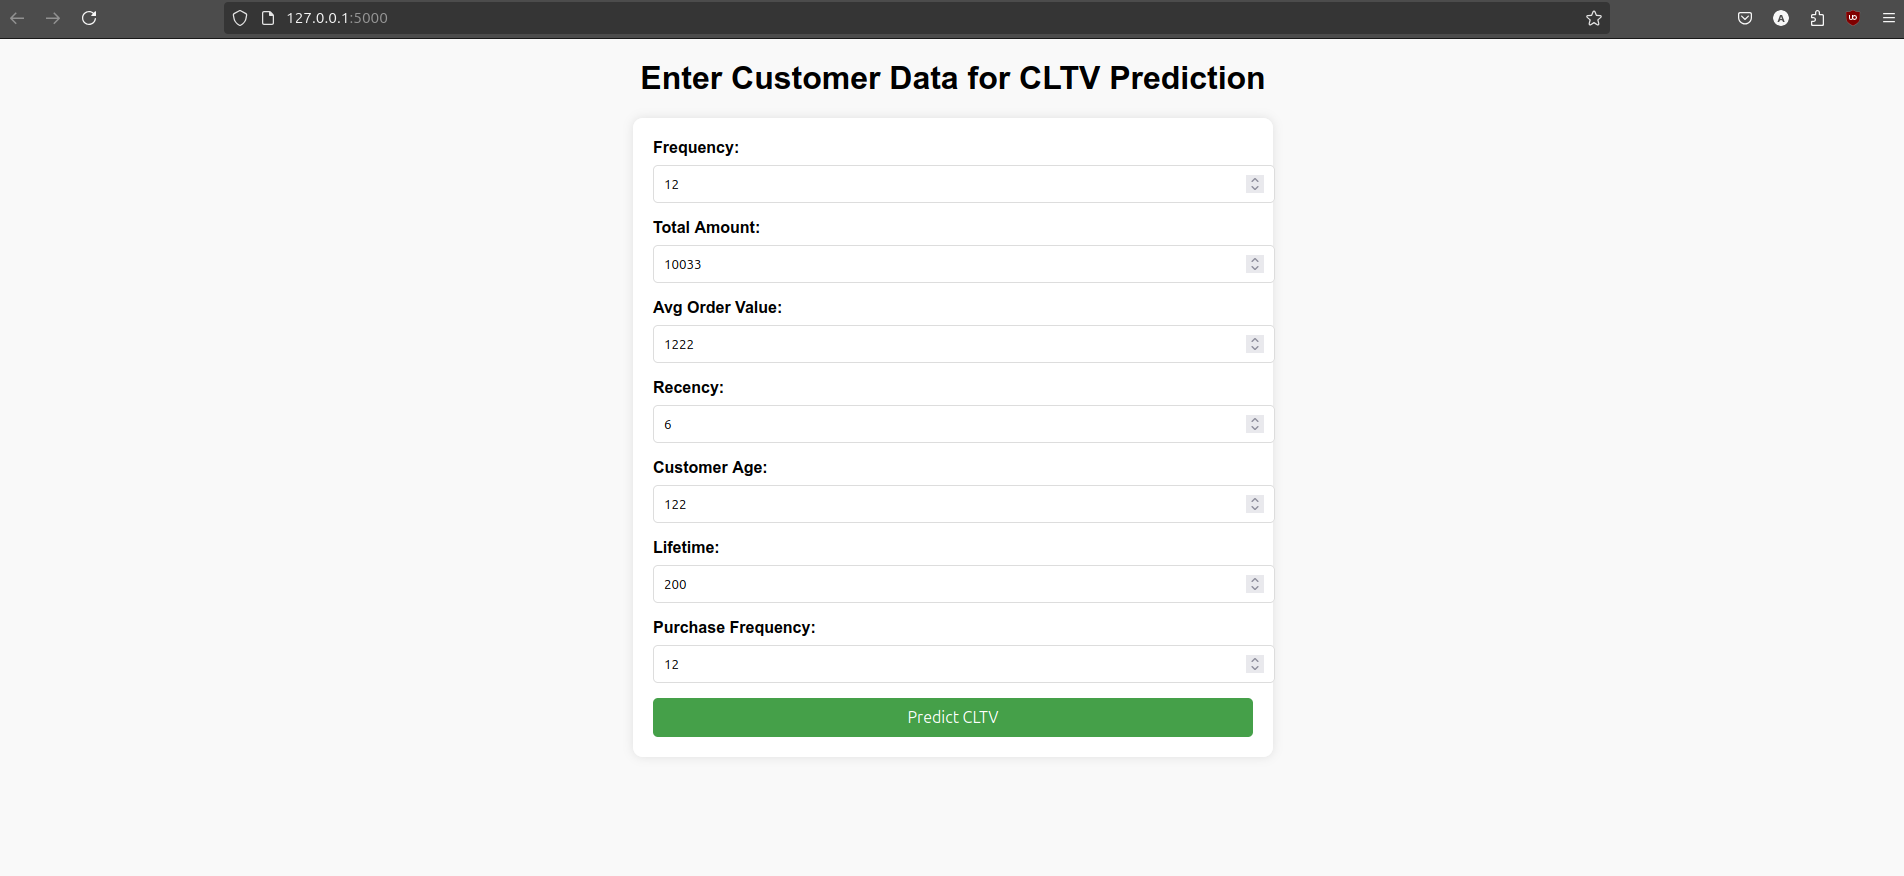 127.0.0.1:5000
A
UD
Enter Customer Data for CLTV Prediction
Frequency:
12
Total Amount:
10033
Avg Order Value:
1222
Recency:
6
Customer Age:
122
Lifetime:
200
Purchase Frequency:
12
Predict CLTV